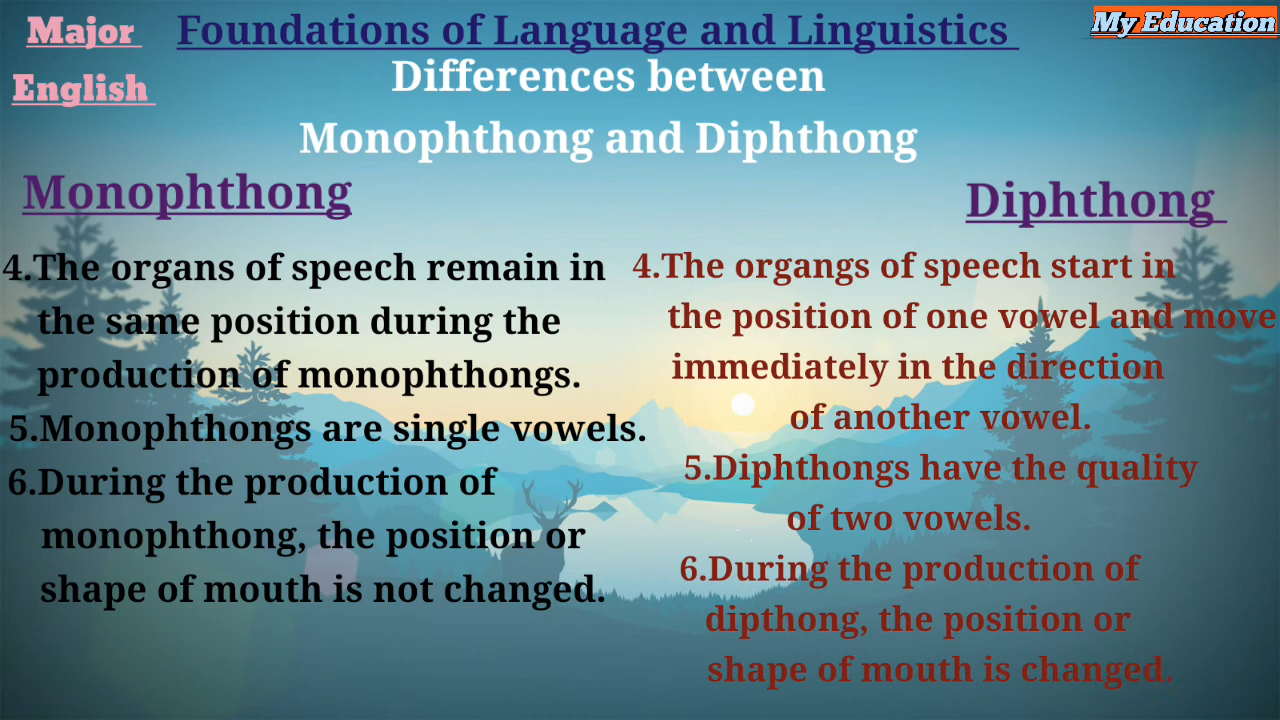 Major
English
Foundations of Language and Linguistics
My Education
Differences between
Monophthong and Diphthong
Monophthong
4.The organs of speech remain in
the same position during the
production of monophthongs.
5.Monophthongs are single vowels.
6.During the production of
monophthong, the position or
shape of mouth is not changed.
Diphthong
4.The organgs of speech start in
the position of one vowel and move
immediately in the direction
of another vowel.
5.Diphthongs have the quality
of two vowels.
6.During the production of
dipthong, the position or
shape of mouth is changed.